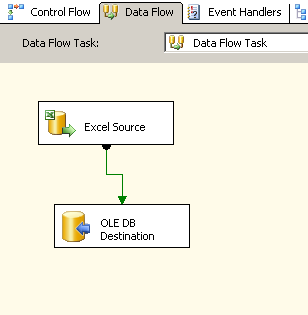 Control Flow
Data Flow
Event Handlers
Data Flow Task:
Data Flow Task
Excel Source
OLE DB
Destination